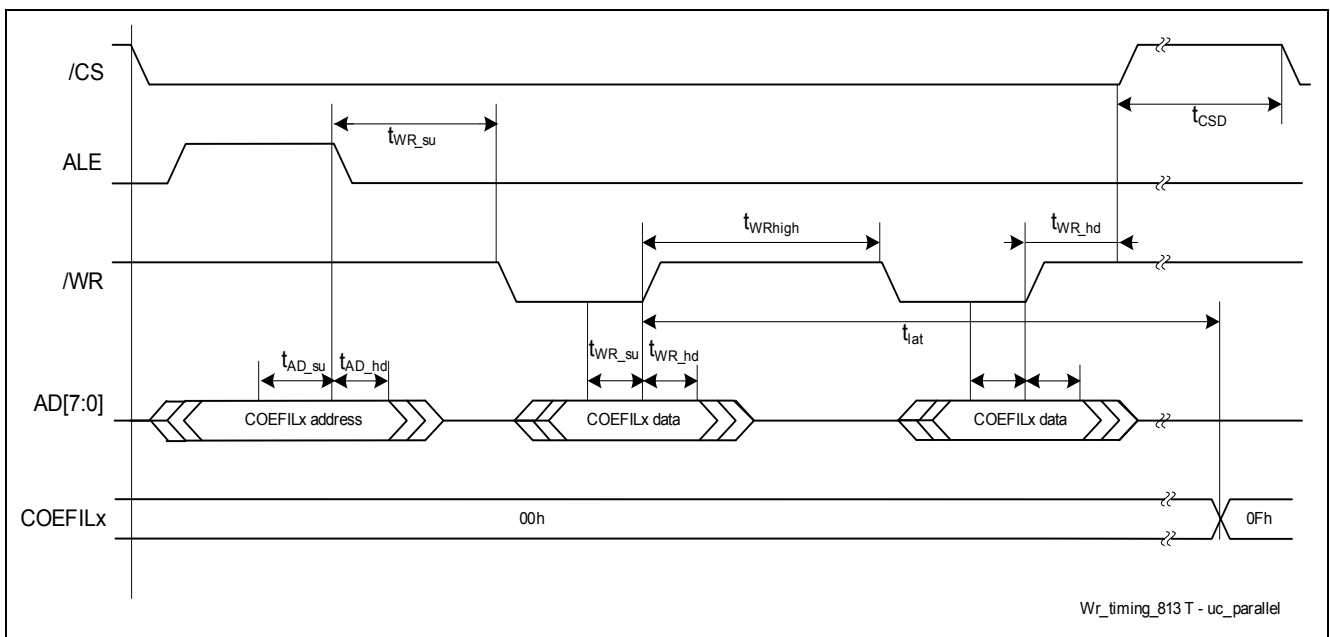 /CS
t_CSD
t_WR_su
ALE
t_WRhigh
t_WR_hd
/WR
t_lat
t_AD_su t_AD_hd
t_WR_su t_WR_hd
AD[7:0]
COEFILx address COEFILx data COEFILx data
COEFILx
00h 0Fh
Wr_timing_813 T - uc_parallel